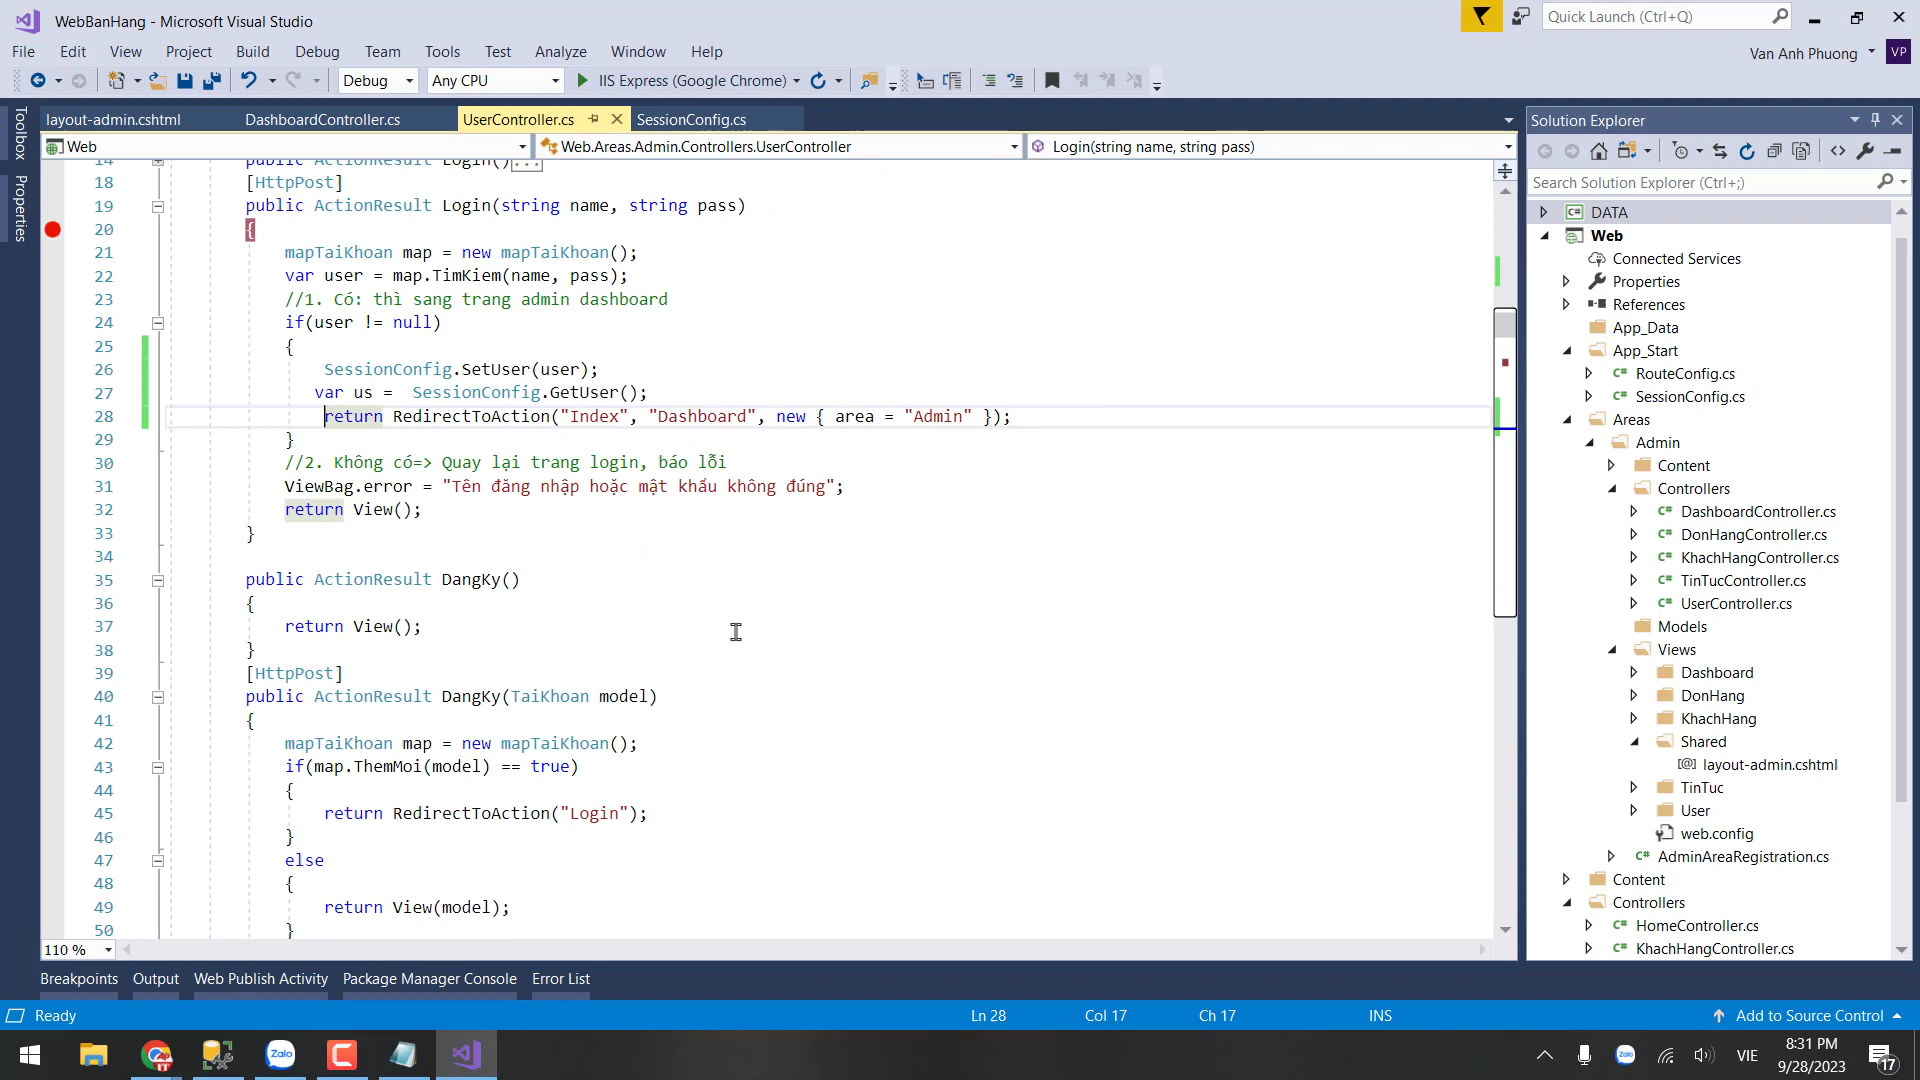 WebBanHang - Microsoft Visual Studio
Quick Launch (Ctrl+Q)
File Edit View Project Build Debug Team Tools Test Analyze Window Help
Van Anh Phuong VP
Debug Any CPU IIS Express (Google Chrome)
Toolbox
Properties
layout-admin.cshtml DashboardController.cs UserController.cs SessionConfig.cs
Web Web.Areas.Admin.Controllers.UserController Login(string name, string pass)
14 public ActionResult Login()...
18 [HttpPost]
19 public ActionResult Login(string name, string pass)
20 {
21 mapTaiKhoan map = new mapTaiKhoan();
22 var user = map.TimKiem(name, pass);
23 //1. Có: thì sang trang admin dashboard
24 if(user != null)
25 {
26 SessionConfig.SetUser(user);
27 var us =  SessionConfig.GetUser();
28 return RedirectToAction("Index", "Dashboard", new { area = "Admin" });
29 }
30 //2. Không có=> Quay lại trang login, báo lỗi
31 ViewBag.error = "Tên đăng nhập hoặc mật khẩu không đúng";
32 return View();
33 }
34
35 public ActionResult DangKy()
36 {
37 return View();
38 }
39 [HttpPost]
40 public ActionResult DangKy(TaiKhoan model)
41 {
42 mapTaiKhoan map = new mapTaiKhoan();
43 if(map.ThemMoi(model) == true)
44 {
45 return RedirectToAction("Login");
46 }
47 else
48 {
49 return View(model);
50 }
110 %
Solution Explorer
Search Solution Explorer (Ctrl+;)
C# DATA
Web
Connected Services
Properties
References
App_Data
App_Start
C# RouteConfig.cs
C# SessionConfig.cs
Areas
Admin
Content
Controllers
C# DashboardController.cs
C# DonHangController.cs
C# KhachHangController.cs
C# TinTucController.cs
C# UserController.cs
Models
Views
Dashboard
DonHang
KhachHang
Shared
[@] layout-admin.cshtml
TinTuc
User
web.config
C# AdminAreaRegistration.cs
Content
Controllers
C# HomeController.cs
C# KhachHangController.cs
Breakpoints Output Web Publish Activity Package Manager Console Error List
Ready Ln 28 Col 17 Ch 17 INS Add to Source Control
Zalo
Zalo VIE
8:31 PM
9/28/2023
17